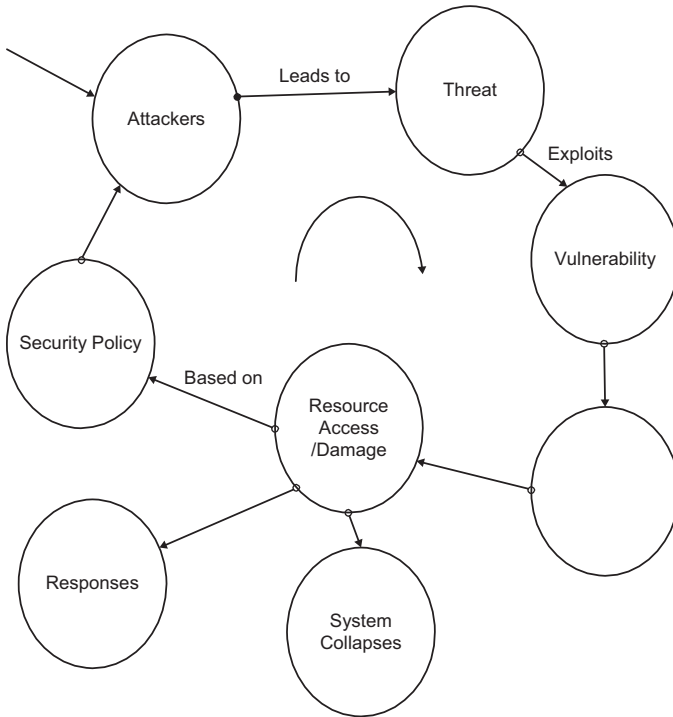 Attackers
Leads to
Threat
Exploits
Vulnerability
Security Policy
Based on
Resource
Access
/Damage
Responses
System
Collapses